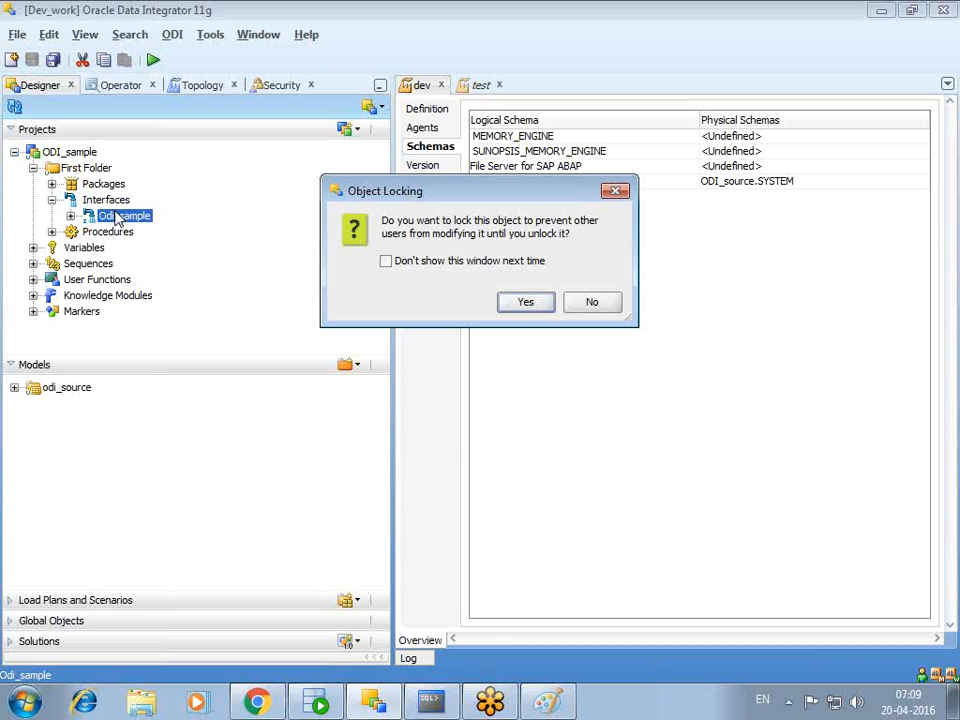 [Dev_work] Oracle Data Integrator 11g
File Edit View Search ODI Tools Window Help
Designer Operator Topology Security
dev test
Projects
ODI_sample
First Folder
Packages
Interfaces
Odi_sample
Procedures
Variables
Sequences
User Functions
Knowledge Modules
Markers
Models
odi_source
Load Plans and Scenarios
Global Objects
Solutions
Odi_sample
Definition
Agents
Schemas
Version
Logical Schema Physical Schemas
MEMORY_ENGINE <Undefined>
SUNOPSIS_MEMORY_ENGINE <Undefined>
File Server for SAP ABAP <Undefined>
ODI_source.SYSTEM
Object Locking
Do you want to lock this object to prevent other
users from modifying it until you unlock it?
Don't show this window next time
Yes No
Overview
Log
EN
07:09
20-04-2016